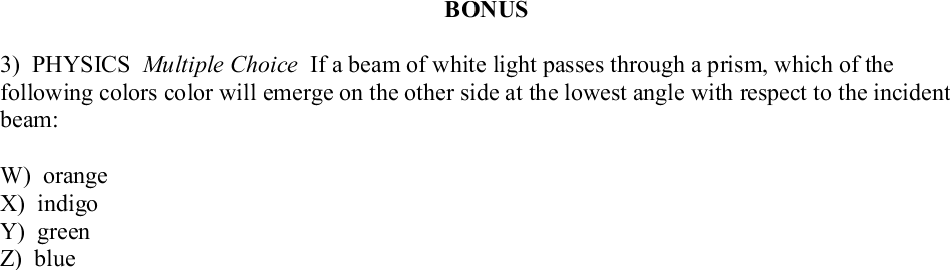 BONUS
3) PHYSICS Multiple Choice If a beam of white light passes through a prism, which of the
following colors color will emerge on the other side at the lowest angle with respect to the incident
beam:
W) orange
X) indigo
Y) green
Z) blue